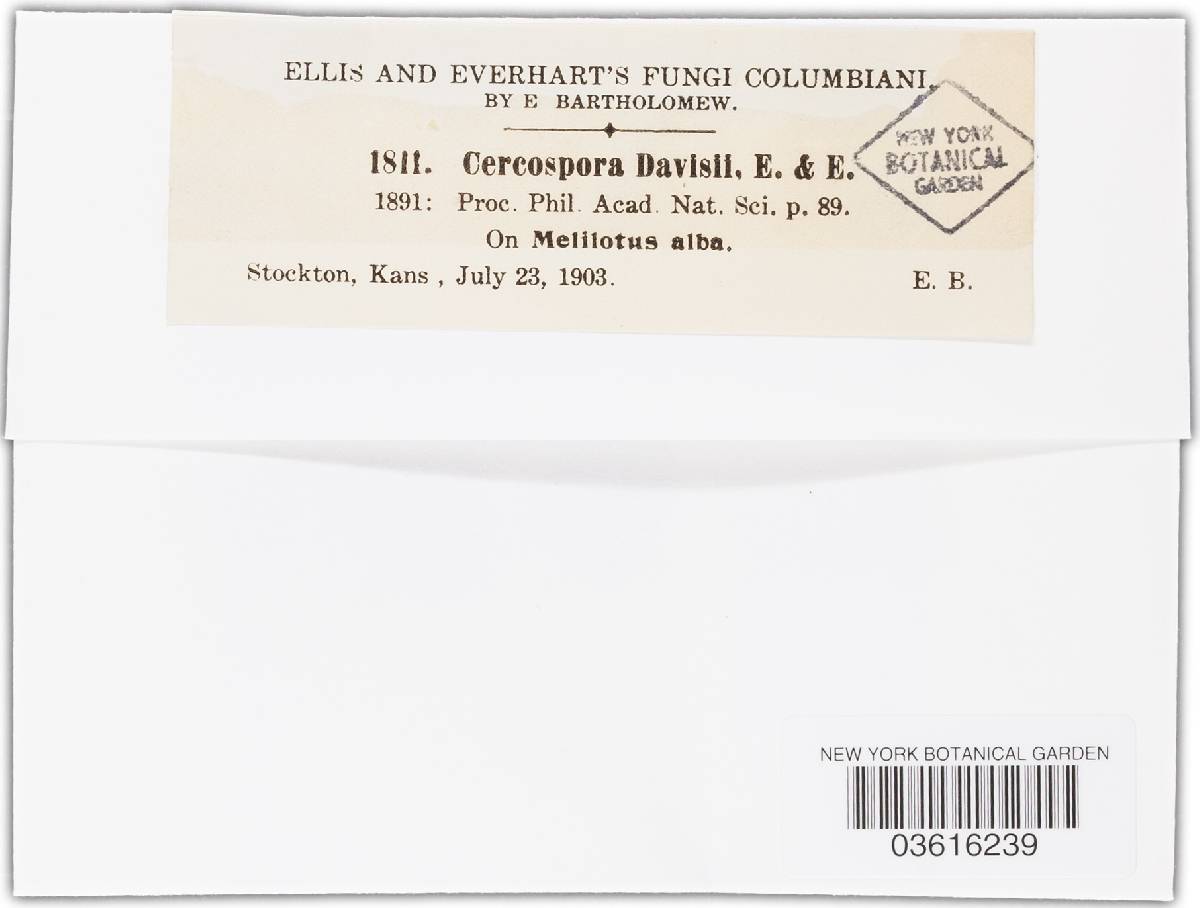 ELLIS AND EVERHART'S FUNGI COLUMBIANI.
BY E BARTHOLOMEW.
1811. Cercospora Davisii, E. & E.
1891: Proc. Phil. Acad. Nat. Sci. p. 89.
On Melilotus alba.
Stockton, Kans , July 23, 1903. E. B.
NEW YORK
BOTANICAL
GARDEN
NEW YORK BOTANICAL GARDEN
03616239